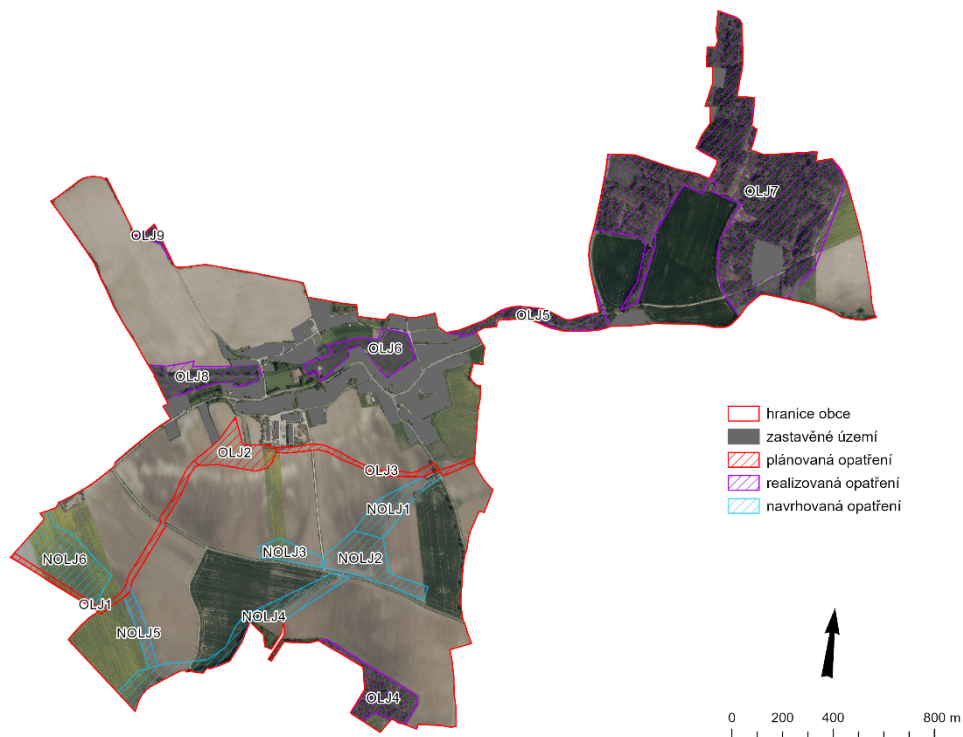 OLJ7
OLJ9
OLJ5
OLJ6
OLJ8
hranice obce
zastavěné území
OLJ2
plánovaná opatření
OLJ3
realizovaná opatření
NOLJ1
navrhovaná opatření
NOLJ3
NOLJ6
NOLJ2
OLJ1
NOLJ4
NOLJ5
OLJ4
0 200 400 800 m